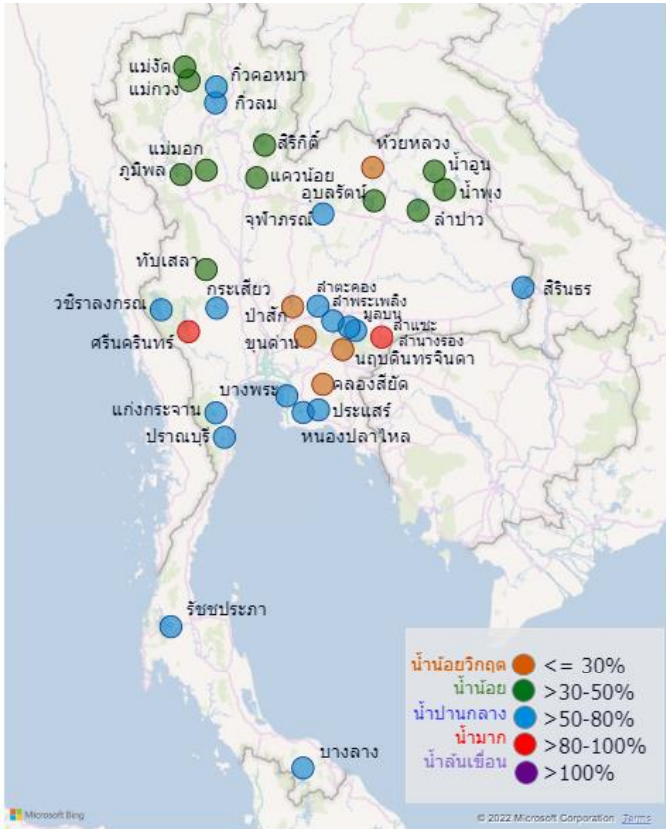 แม่งัด
แม่กวง
กิ่วคอหมา
กิ่วลม
สิริกิติ์
แม่มอก
ภูมิพล
แควน้อย
ห้วยหลวง
น้ำอูน
อุบลรัตน์
น้ำพุง
จุฬาภรณ์
ลำปาว
ทับเสลา
กระเสียว
วชิราลงกรณ
ศรีนครินทร์
ป่าสัก
ลำตะคอง
ลำพระเพลิง
มูลบน
สิรินธร
ขุนด่าน
ลำแชะ
ลำนางรอง
นฤบดินทรจินดา
คลองสียัด
บางพระ
แก่งกระจาน
ประแสร์
ปราณบุรี
หนองปลาไหล
รัชชประภา
บางลาง
น้ำน้อยวิกฤต <= 30%
น้ำน้อย >30-50%
น้ำปานกลาง >50-80%
น้ำมาก >80-100%
น้ำล้นเขื่อน >100%
Microsoft Bing
© 2022 Microsoft Corporation Terms